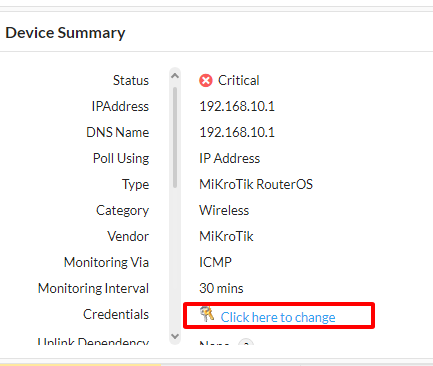 Device Summary
Status Critical
IPAddress 192.168.10.1
DNS Name 192.168.10.1
Poll Using IP Address
Type MiKroTik RouterOS
Category Wireless
Vendor MiKroTik
Monitoring Via ICMP
Monitoring Interval 30 mins
Credentials Click here to change
Uplink Dependency None ?